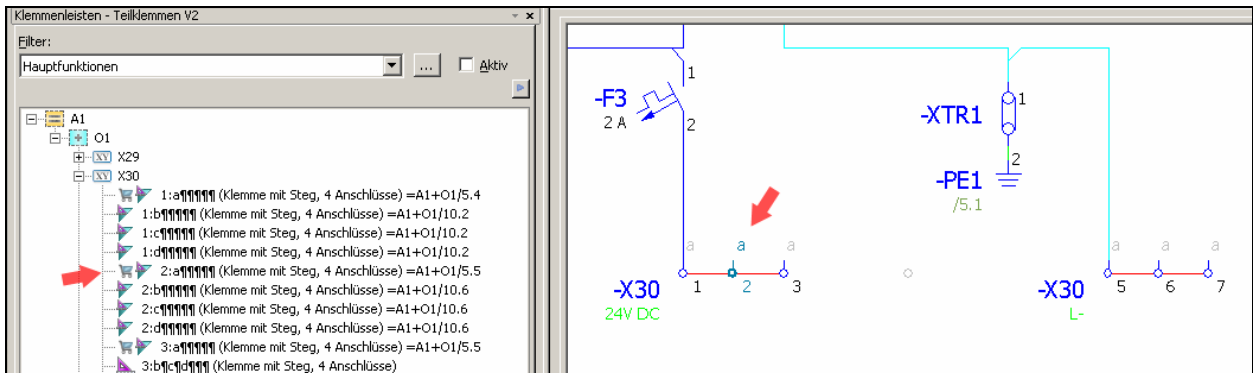 Klemmenleisten - Teilklemmen V2
Filter:
Hauptfunktionen
...
Aktiv
A1
O1
X29
X30
1:a¶¶¶¶¶ (Klemme mit Steg, 4 Anschlüsse) =A1+O1/5.4
1:b¶¶¶¶¶ (Klemme mit Steg, 4 Anschlüsse) =A1+O1/10.2
1:c¶¶¶¶¶ (Klemme mit Steg, 4 Anschlüsse) =A1+O1/10.2
1:d¶¶¶¶¶ (Klemme mit Steg, 4 Anschlüsse) =A1+O1/10.2
2:a¶¶¶¶¶ (Klemme mit Steg, 4 Anschlüsse) =A1+O1/5.5
2:b¶¶¶¶¶ (Klemme mit Steg, 4 Anschlüsse) =A1+O1/10.6
2:c¶¶¶¶¶ (Klemme mit Steg, 4 Anschlüsse) =A1+O1/10.6
2:d¶¶¶¶¶ (Klemme mit Steg, 4 Anschlüsse) =A1+O1/10.6
3:a¶¶¶¶¶ (Klemme mit Steg, 4 Anschlüsse) =A1+O1/5.5
3:b¶c¶d¶¶¶ (Klemme mit Steg, 4 Anschlüsse)
-F3
2 A
1
2
-XTR1
1
2
-PE1
/5.1
a a a
-X30 1 2 3
24V DC
a a a
-X30 5 6 7
L-